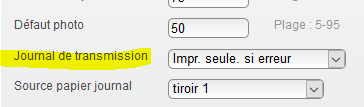 Défaut photo 50 Plage : 5-95
Journal de transmission Impr. seule. si erreur
Source papier journal tiroir 1